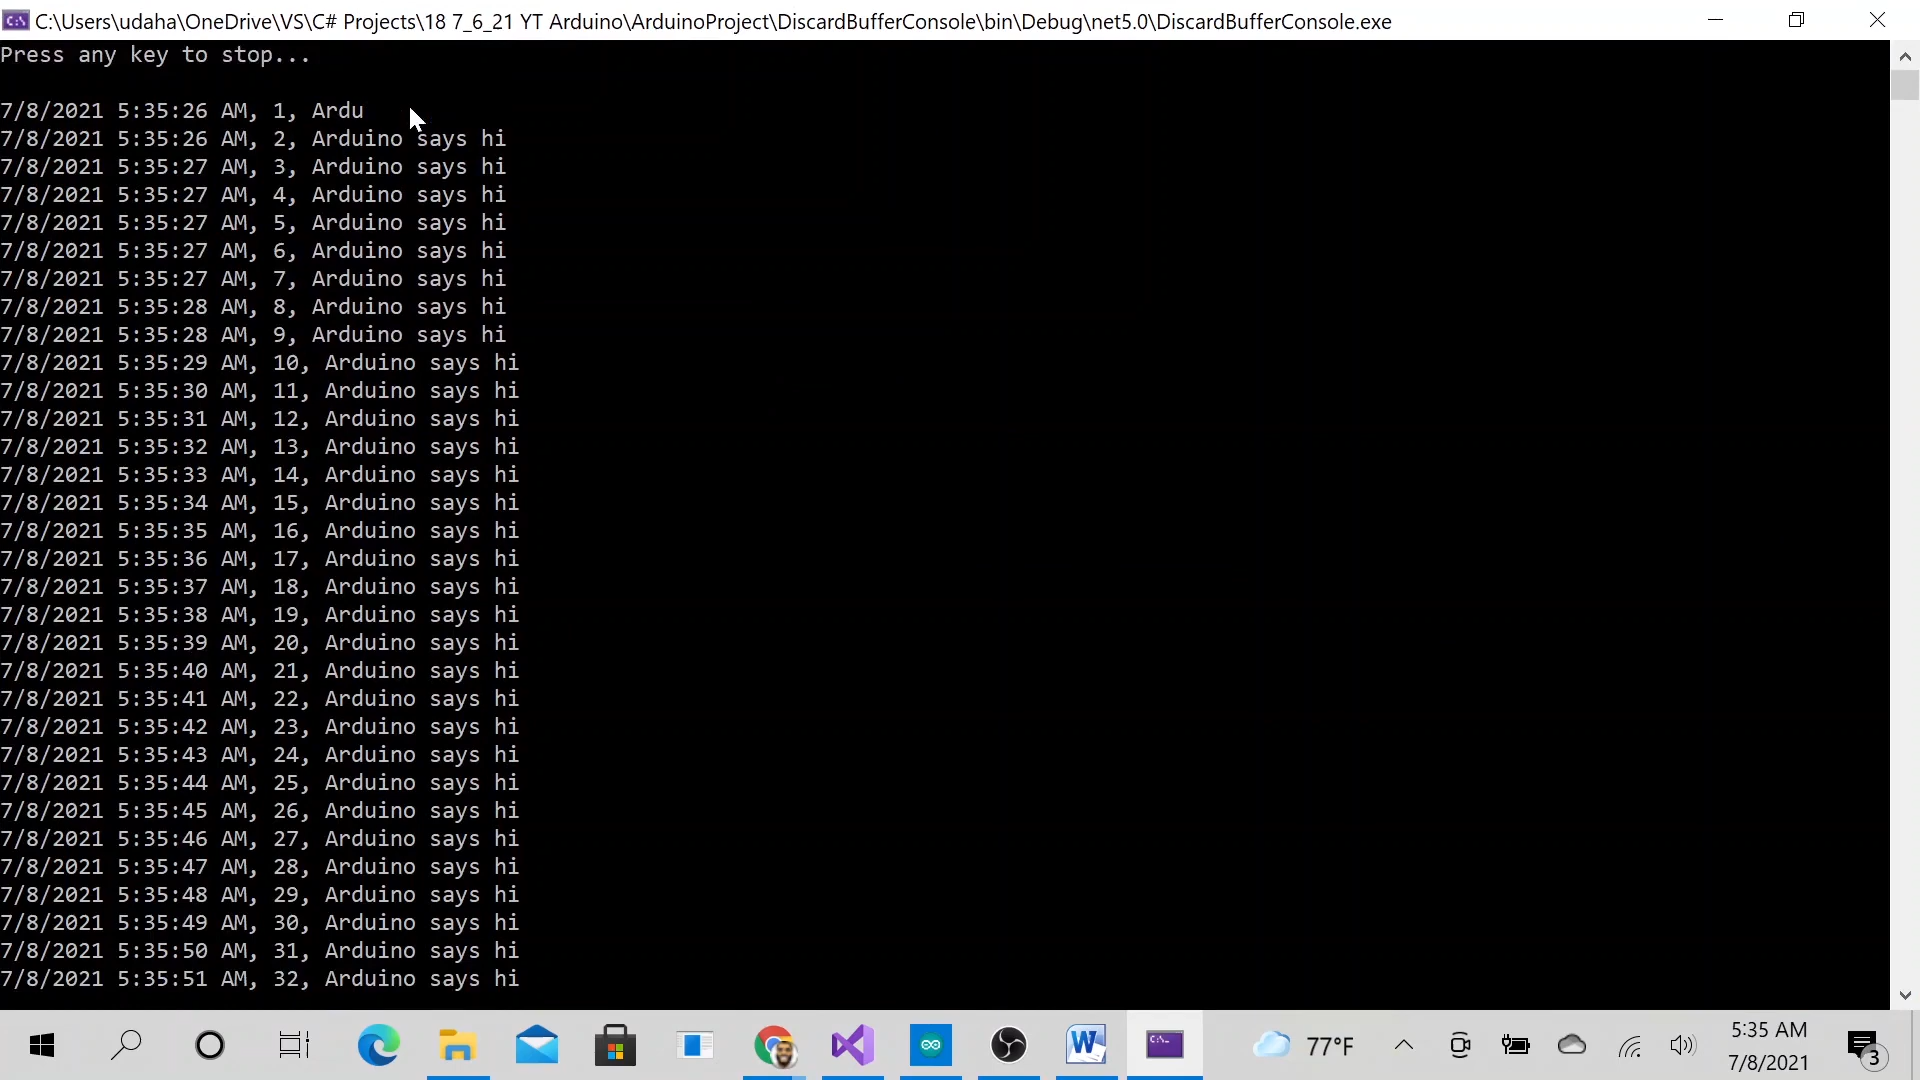 C:\Users\udaha\OneDrive\VS\C# Projects\18 7_6_21 YT Arduino\ArduinoProject\DiscardBufferConsole\bin\Debug\net5.0\DiscardBufferConsole.exe
Press any key to stop...
7/8/2021 5:35:26 AM, 1, Ardu
7/8/2021 5:35:26 AM, 2, Arduino says hi
7/8/2021 5:35:27 AM, 3, Arduino says hi
7/8/2021 5:35:27 AM, 4, Arduino says hi
7/8/2021 5:35:27 AM, 5, Arduino says hi
7/8/2021 5:35:27 AM, 6, Arduino says hi
7/8/2021 5:35:27 AM, 7, Arduino says hi
7/8/2021 5:35:28 AM, 8, Arduino says hi
7/8/2021 5:35:28 AM, 9, Arduino says hi
7/8/2021 5:35:29 AM, 10, Arduino says hi
7/8/2021 5:35:30 AM, 11, Arduino says hi
7/8/2021 5:35:31 AM, 12, Arduino says hi
7/8/2021 5:35:32 AM, 13, Arduino says hi
7/8/2021 5:35:33 AM, 14, Arduino says hi
7/8/2021 5:35:34 AM, 15, Arduino says hi
7/8/2021 5:35:35 AM, 16, Arduino says hi
7/8/2021 5:35:36 AM, 17, Arduino says hi
7/8/2021 5:35:37 AM, 18, Arduino says hi
7/8/2021 5:35:38 AM, 19, Arduino says hi
7/8/2021 5:35:39 AM, 20, Arduino says hi
7/8/2021 5:35:40 AM, 21, Arduino says hi
7/8/2021 5:35:41 AM, 22, Arduino says hi
7/8/2021 5:35:42 AM, 23, Arduino says hi
7/8/2021 5:35:43 AM, 24, Arduino says hi
7/8/2021 5:35:44 AM, 25, Arduino says hi
7/8/2021 5:35:45 AM, 26, Arduino says hi
7/8/2021 5:35:46 AM, 27, Arduino says hi
7/8/2021 5:35:47 AM, 28, Arduino says hi
7/8/2021 5:35:48 AM, 29, Arduino says hi
7/8/2021 5:35:49 AM, 30, Arduino says hi
7/8/2021 5:35:50 AM, 31, Arduino says hi
7/8/2021 5:35:51 AM, 32, Arduino says hi
77°F
5:35 AM
7/8/2021
3